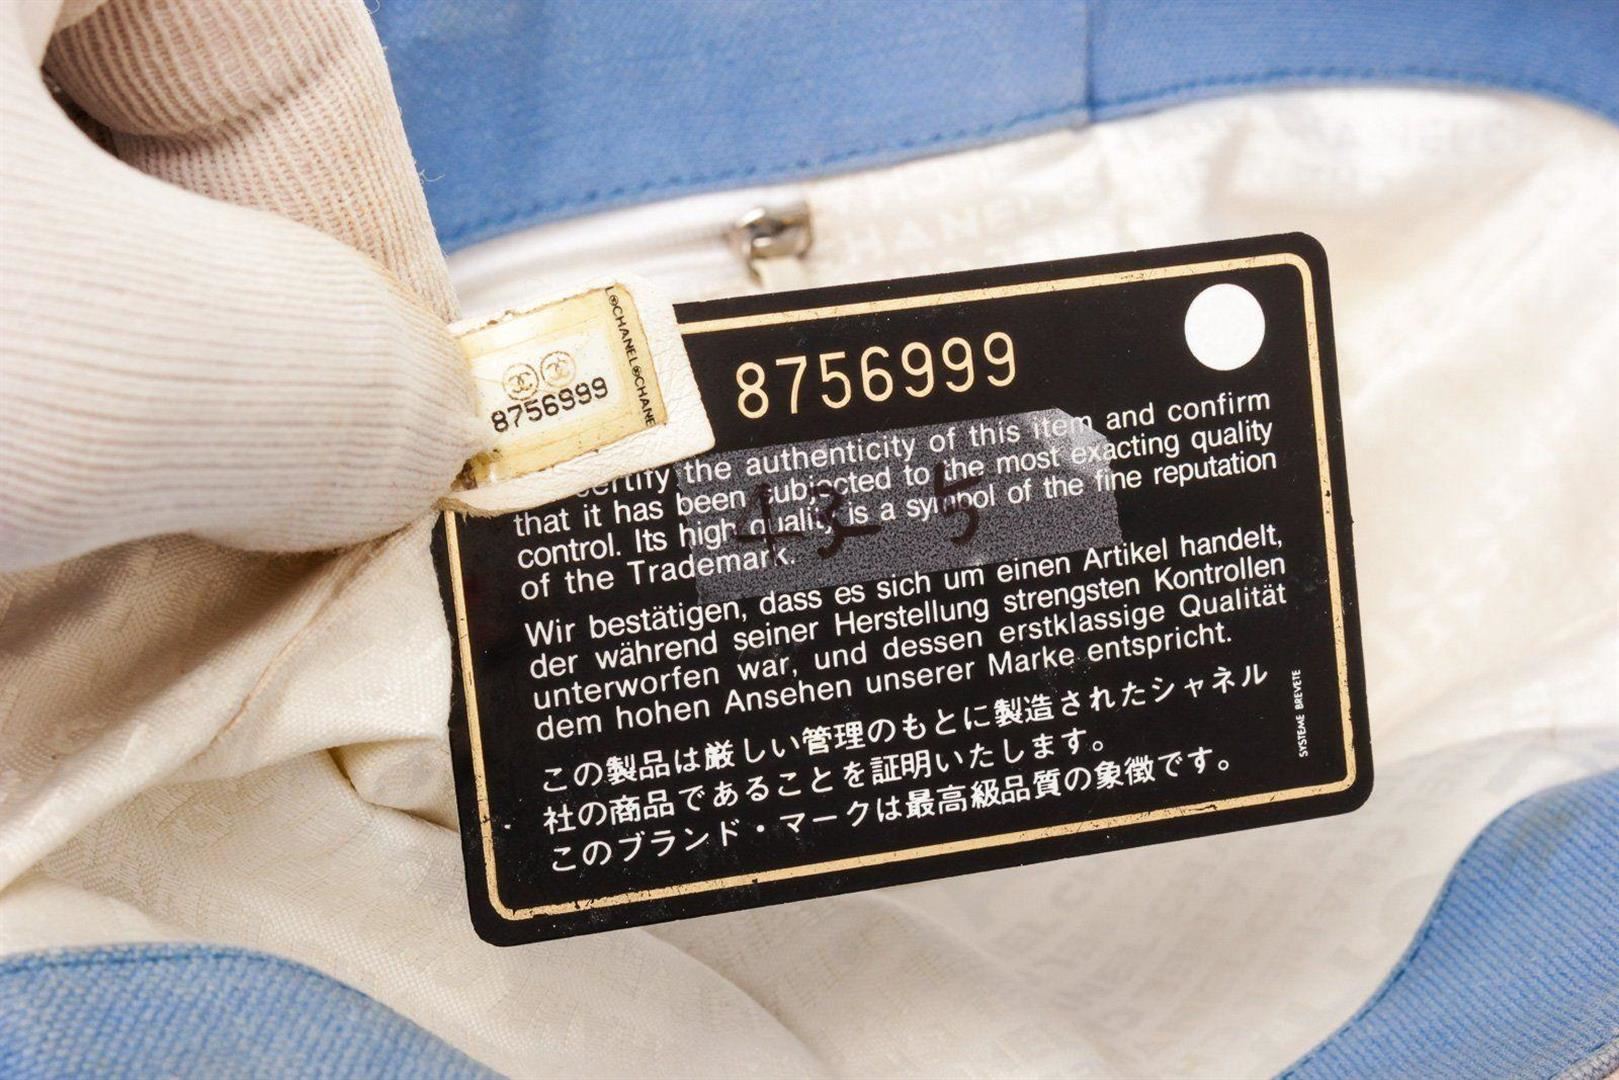 8756999
L©CHANEL©CHANE
8756999
ertify the authenticity of this item and confirm
that it has been subjected to the most exacting quality
control. Its high quality is a symbol of the fine reputation
of the Trademark.
43-5
Wir bestätigen, dass es sich um einen Artikel handelt,
der während seiner Herstellung strengsten Kontrollen
unterworfen war, und dessen erstklassige Qualität
dem hohen Ansehen unserer Marke entspricht.
この製品は厳しい管理のもとに製造されたシャネル
社の商品であることを証明いたします。
このブランド・マークは最高級品質の象徴です。
SYSTEME BREVETE
CHANEL